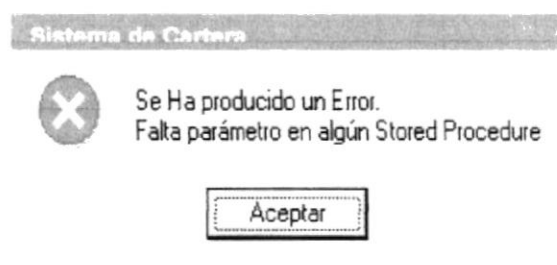 Sistema de Cartera
Se Ha producido un Error.
Falta parámetro en algún Stored Procedure
Aceptar